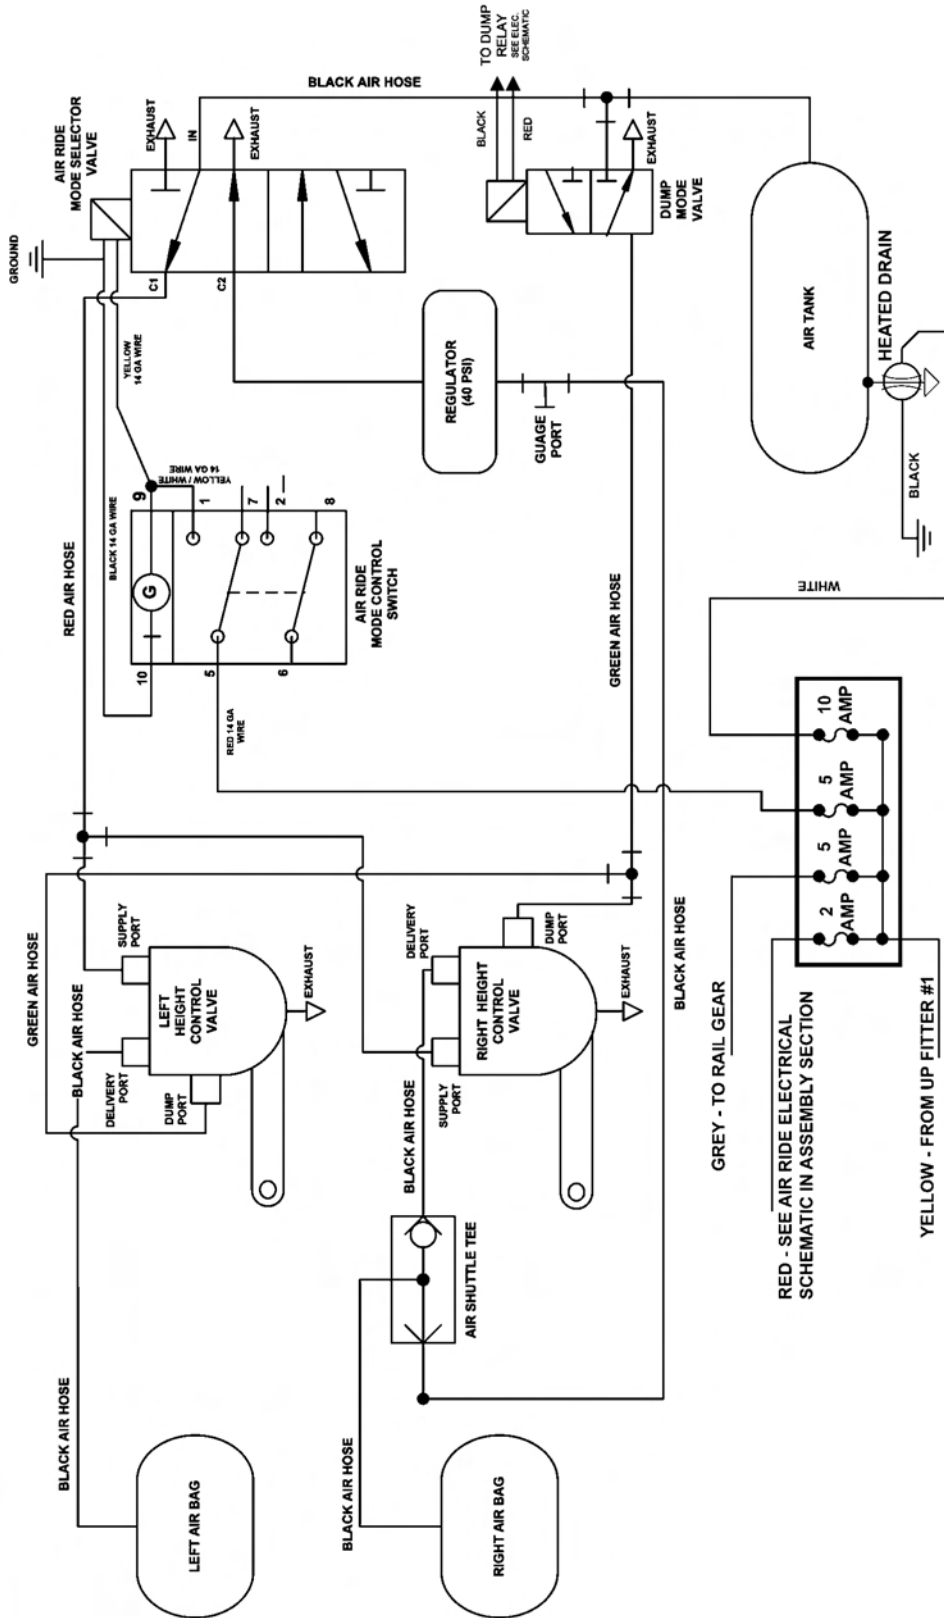 GROUND
AIR RIDE
MODE SELECTOR
VALVE
EXHAUST
IN
EXHAUST
C1
C2
BLACK AIR HOSE
TO DUMP
RELAY
SEE ELEC.
SCHEMATIC
BLACK
RED
EXHAUST
DUMP
MODE
VALVE
YELLOW
14 GA WIRE
BLACK 14 GA WIRE
YELLOW / WHITE
14 GA WIRE
RED AIR HOSE
9
1
7
2
8
G
10
5
6
AIR RIDE
MODE CONTROL
SWITCH
RED 14 GA
WIRE
REGULATOR
(40 PSI)
GUAGE
PORT
AIR TANK
HEATED DRAIN
BLACK
WHITE
GREEN AIR HOSE
10
AMP
5
AMP
5
AMP
2
AMP
GREEN AIR HOSE
SUPPLY
PORT
BLACK AIR HOSE
DELIVERY
PORT
DUMP
PORT
LEFT
HEIGHT
CONTROL
VALVE
EXHAUST
DELIVERY
PORT
DUMP
PORT
RIGHT HEIGHT
CONTROL
VALVE
SUPPLY
PORT
EXHAUST
BLACK AIR HOSE
BLACK AIR HOSE
AIR SHUTTLE TEE
GREY - TO RAIL GEAR
RED - SEE AIR RIDE ELECTRICAL
SCHEMATIC IN ASSEMBLY SECTION
YELLOW - FROM UP FITTER #1
BLACK AIR HOSE
LEFT AIR BAG
BLACK AIR HOSE
RIGHT AIR BAG